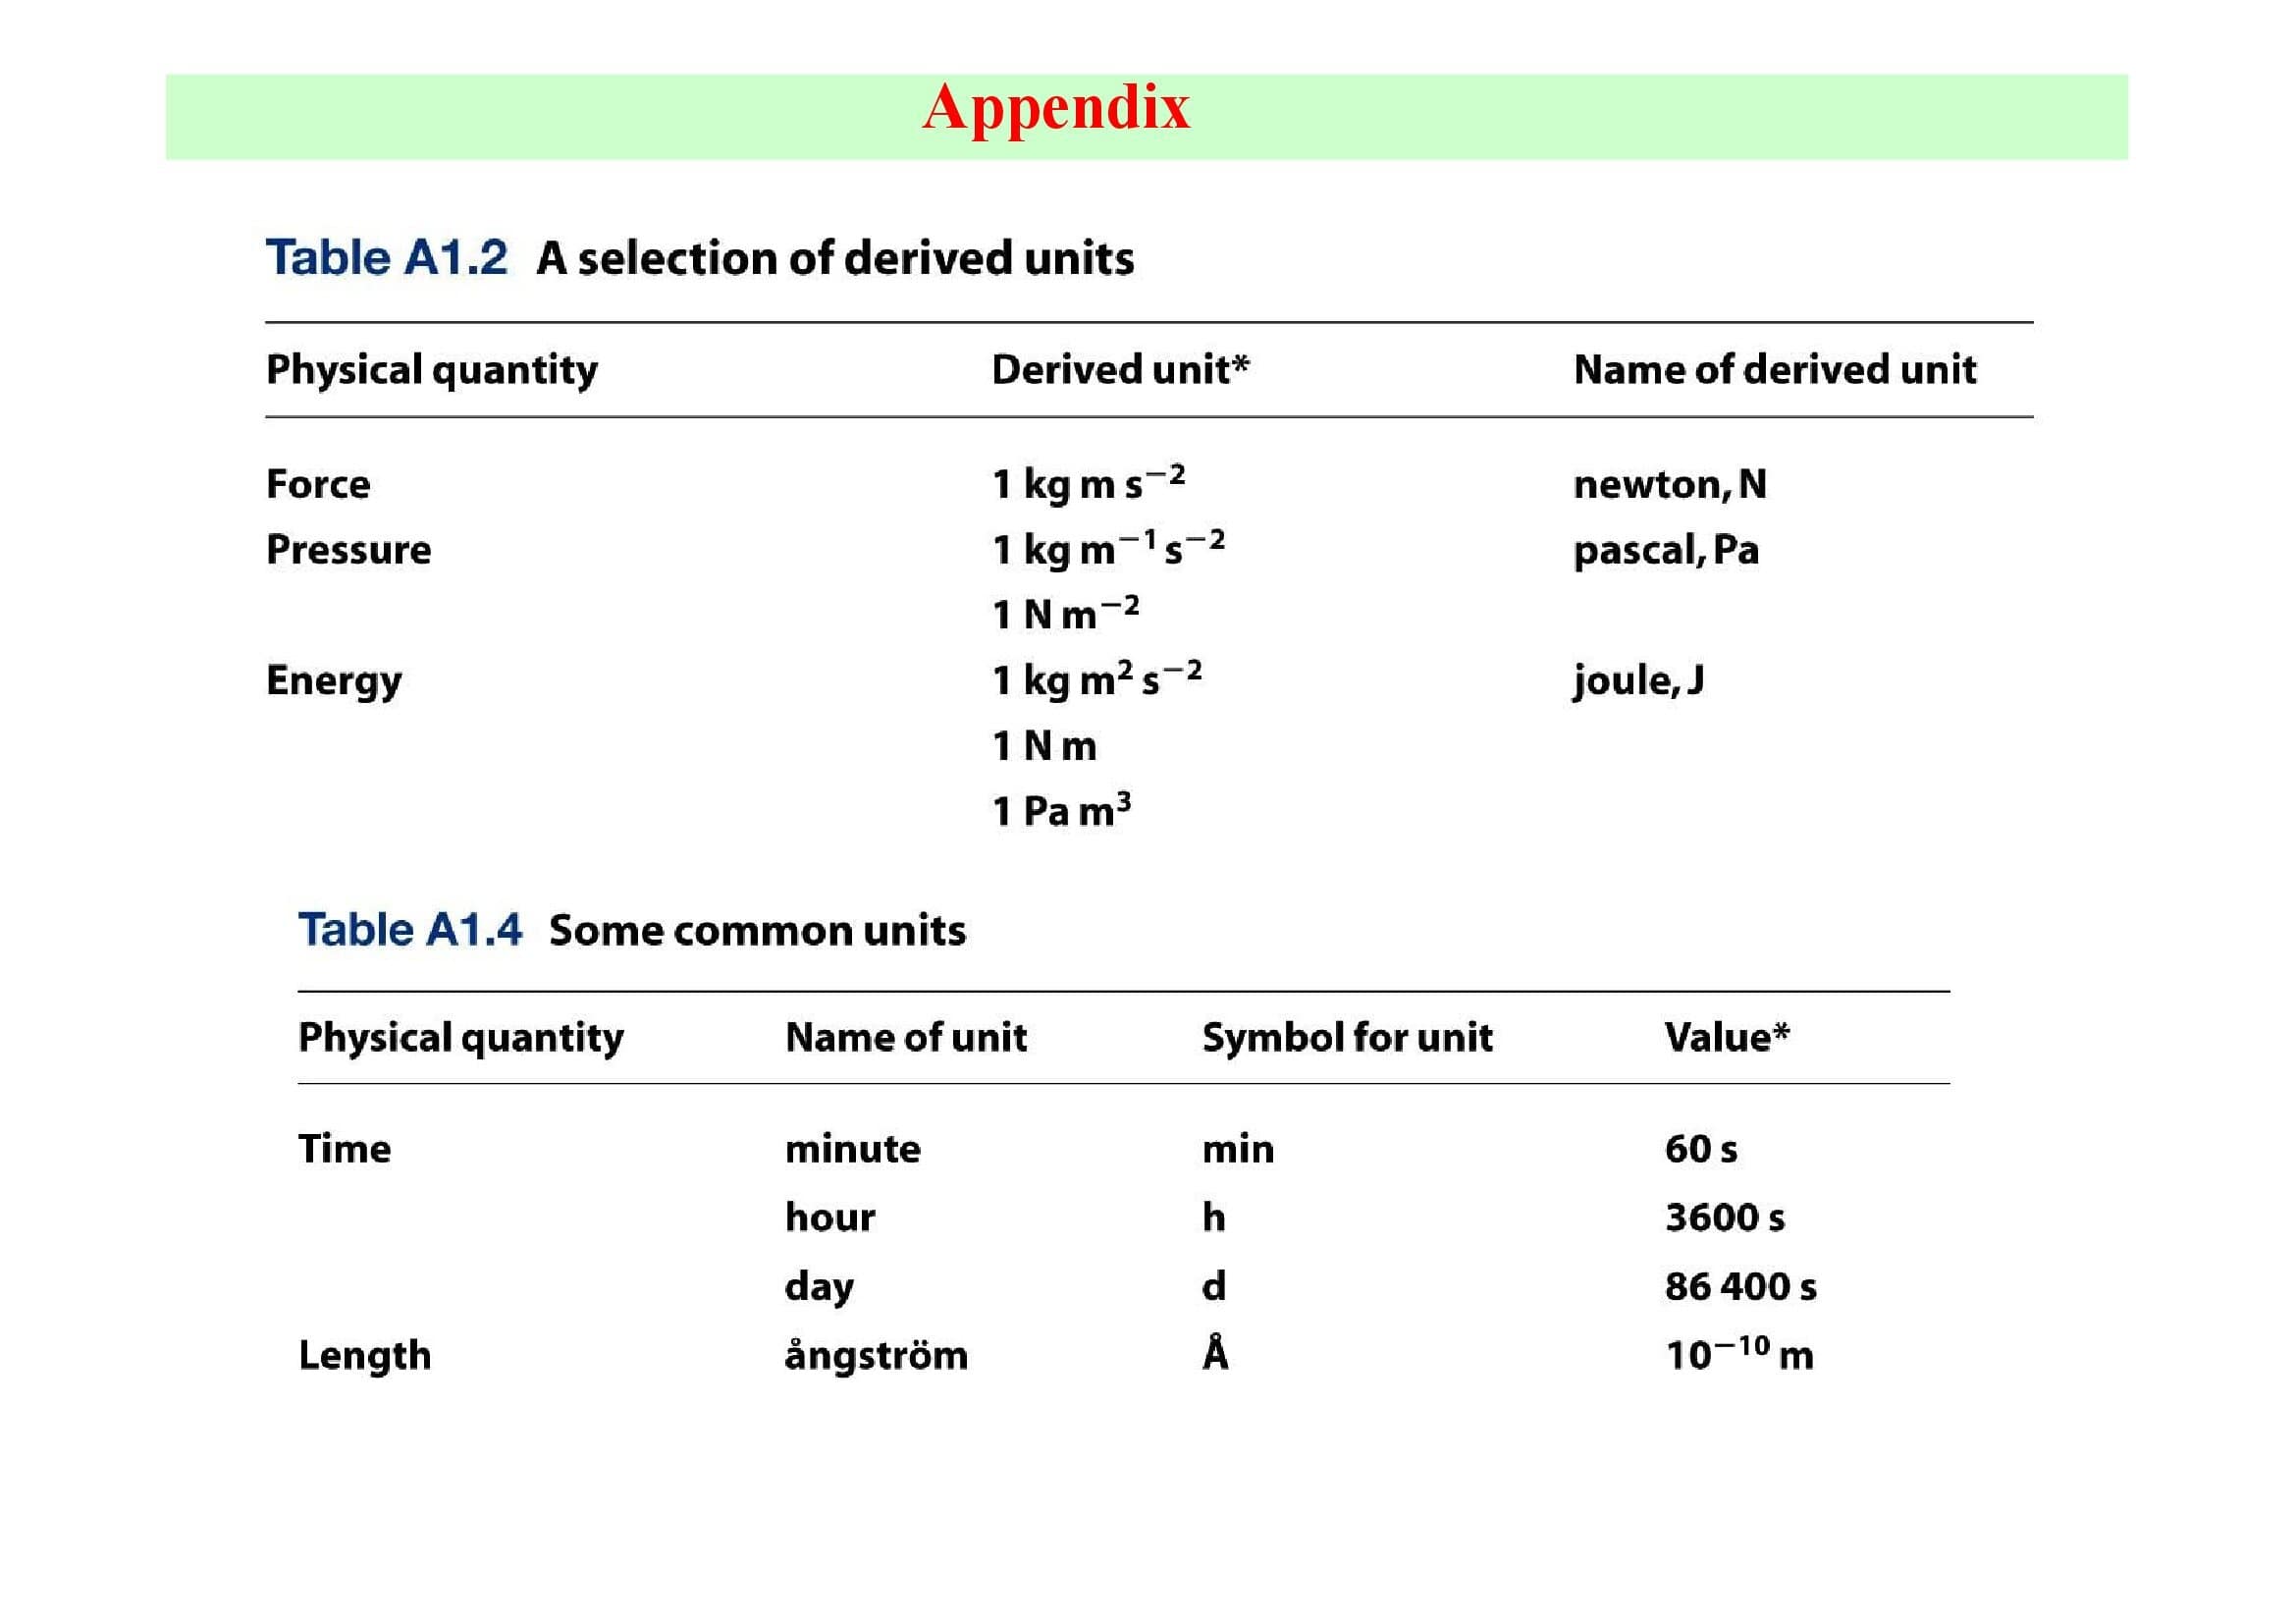 Appendix
Table A1.2 A selection of derived units
Physical quantity Derived unit* Name of derived unit
Force 1 kg m s⁻² newton, N
Pressure 1 kg m⁻¹ s⁻² pascal, Pa
1 N m⁻²
Energy 1 kg m² s⁻² joule, J
1 N m
1 Pa m³
Table A1.4 Some common units
Physical quantity Name of unit Symbol for unit Value*
Time minute min 60 s
hour h 3600 s
day d 86 400 s
Length ångström Å 10⁻¹⁰ m